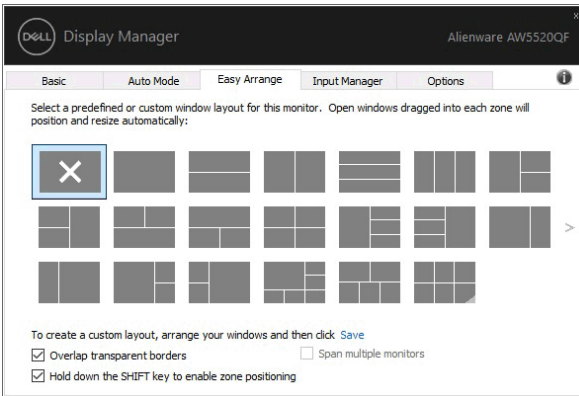 DELL Display Manager Alienware AW5520QF
Basic Auto Mode Easy Arrange Input Manager Options
Select a predefined or custom window layout for this monitor. Open windows dragged into each zone will
position and resize automatically:
To create a custom layout, arrange your windows and then click Save
Overlap transparent borders Span multiple monitors
Hold down the SHIFT key to enable zone positioning